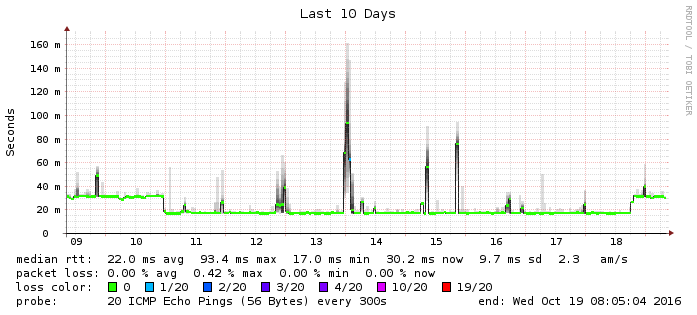 Last 10 Days
RRDTOOL / TOBI OETIKER
Seconds
160 m
140 m
120 m
100 m
80 m
60 m
40 m
20 m
0
09 10 11 12 13 14 15 16 17 18
median rtt: 22.0 ms avg 93.4 ms max 17.0 ms min 30.2 ms now 9.7 ms sd 2.3 am/s
packet loss: 0.00 % avg 0.42 % max 0.00 % min 0.00 % now
loss color: 0 1/20 2/20 3/20 4/20 10/20 19/20
probe: 20 ICMP Echo Pings (56 Bytes) every 300s end: Wed Oct 19 08:05:04 2016